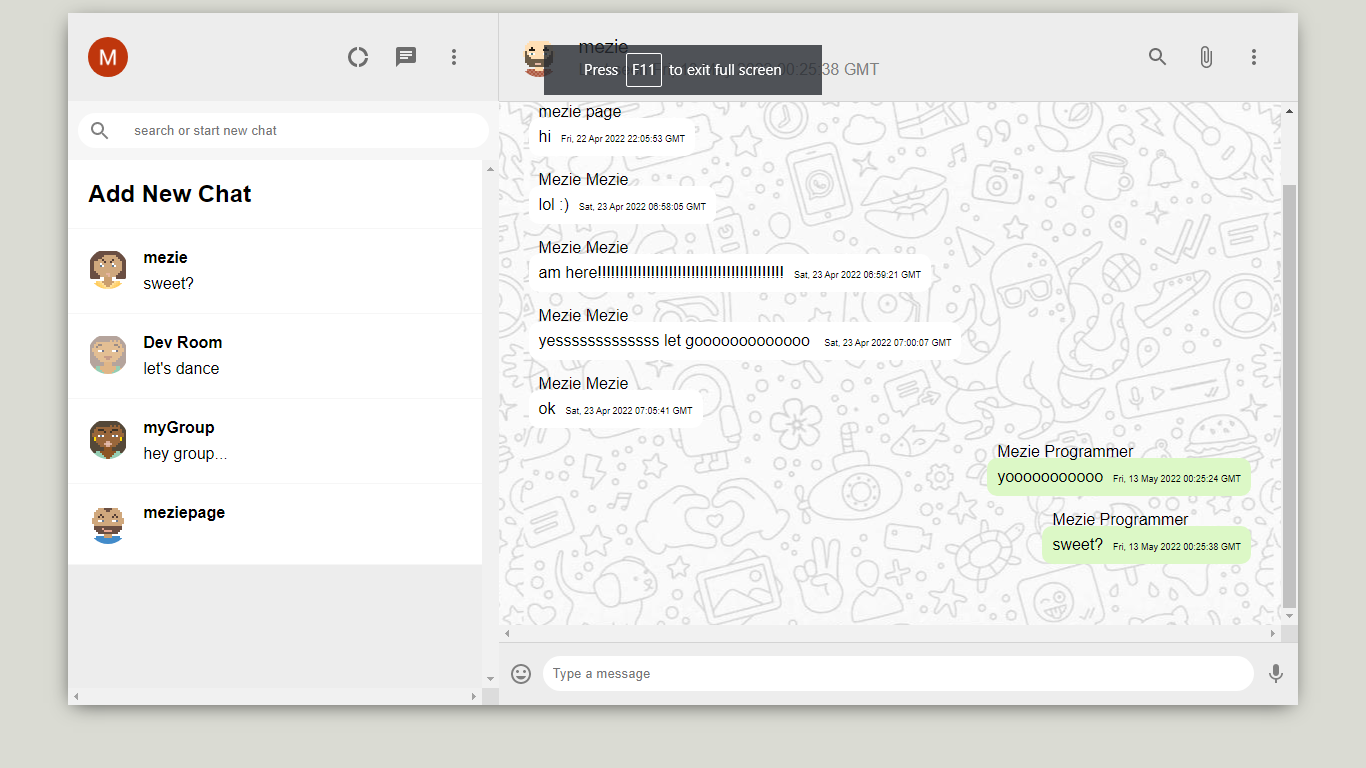 M
mezie
Press F11 to exit full screen
2022 00:25:38 GMT
search or start new chat
Add New Chat
mezie
sweet?
Dev Room
let's dance
myGroup
hey group...
meziepage
mezie page
hi Fri, 22 Apr 2022 22:05:53 GMT
Mezie Mezie
lol :) Sat, 23 Apr 2022 06:58:05 GMT
Mezie Mezie
am here!!!!!!!!!!!!!!!!!!!!!!!!!!!!!!!!!!!!!!!!!! Sat, 23 Apr 2022 06:59:21 GMT
Mezie Mezie
yesssssssssssss let gooooooooooooo Sat, 23 Apr 2022 07:00:07 GMT
Mezie Mezie
ok Sat, 23 Apr 2022 07:05:41 GMT
Mezie Programmer
yooooooooooo Fri, 13 May 2022 00:25:24 GMT
Mezie Programmer
sweet? Fri, 13 May 2022 00:25:38 GMT
Type a message